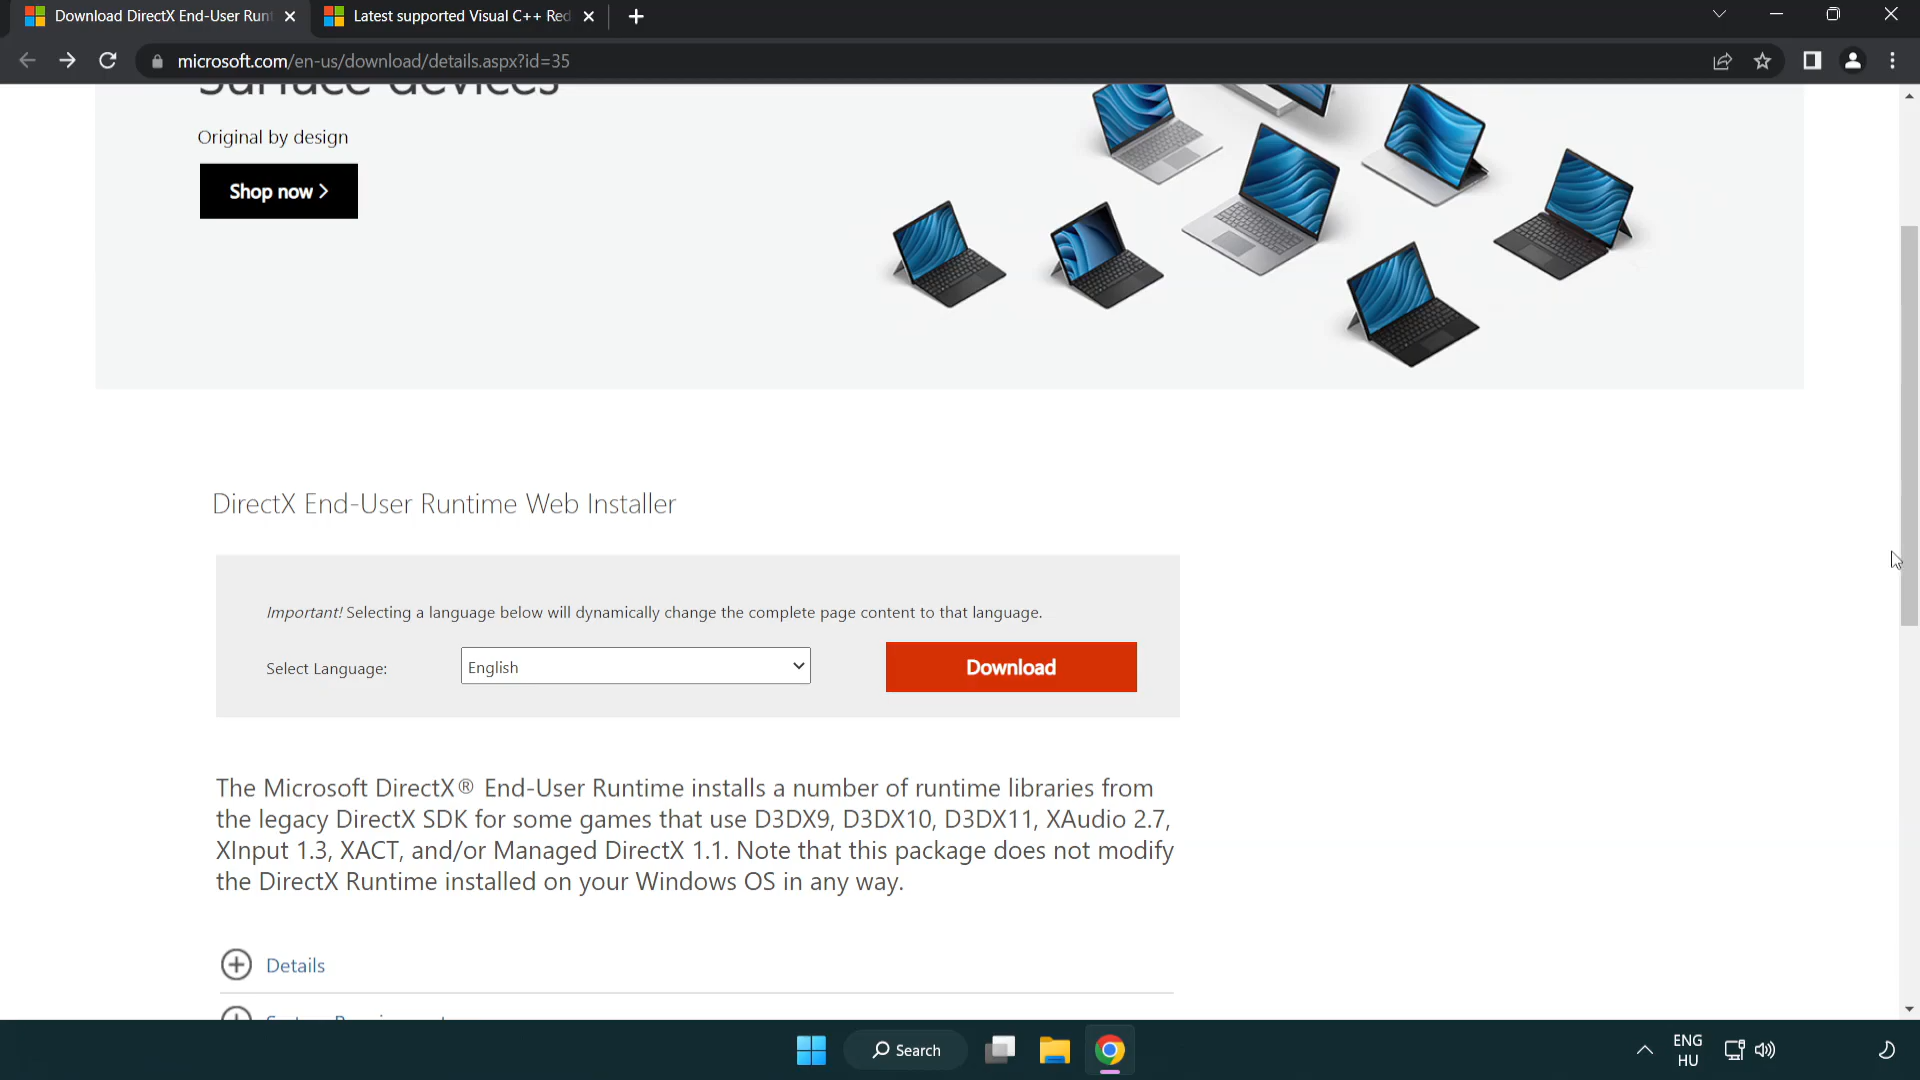 Download DirectX End-User Runt
Latest supported Visual C++ Red
microsoft.com/en-us/download/details.aspx?id=35
Surface devices
Original by design
Shop now >
DirectX End-User Runtime Web Installer
Important! Selecting a language below will dynamically change the complete page content to that language.
Select Language:
English
Download
The Microsoft DirectX® End-User Runtime installs a number of runtime libraries from
the legacy DirectX SDK for some games that use D3DX9, D3DX10, D3DX11, XAudio 2.7,
XInput 1.3, XACT, and/or Managed DirectX 1.1. Note that this package does not modify
the DirectX Runtime installed on your Windows OS in any way.
Details
Search
ENG
HU